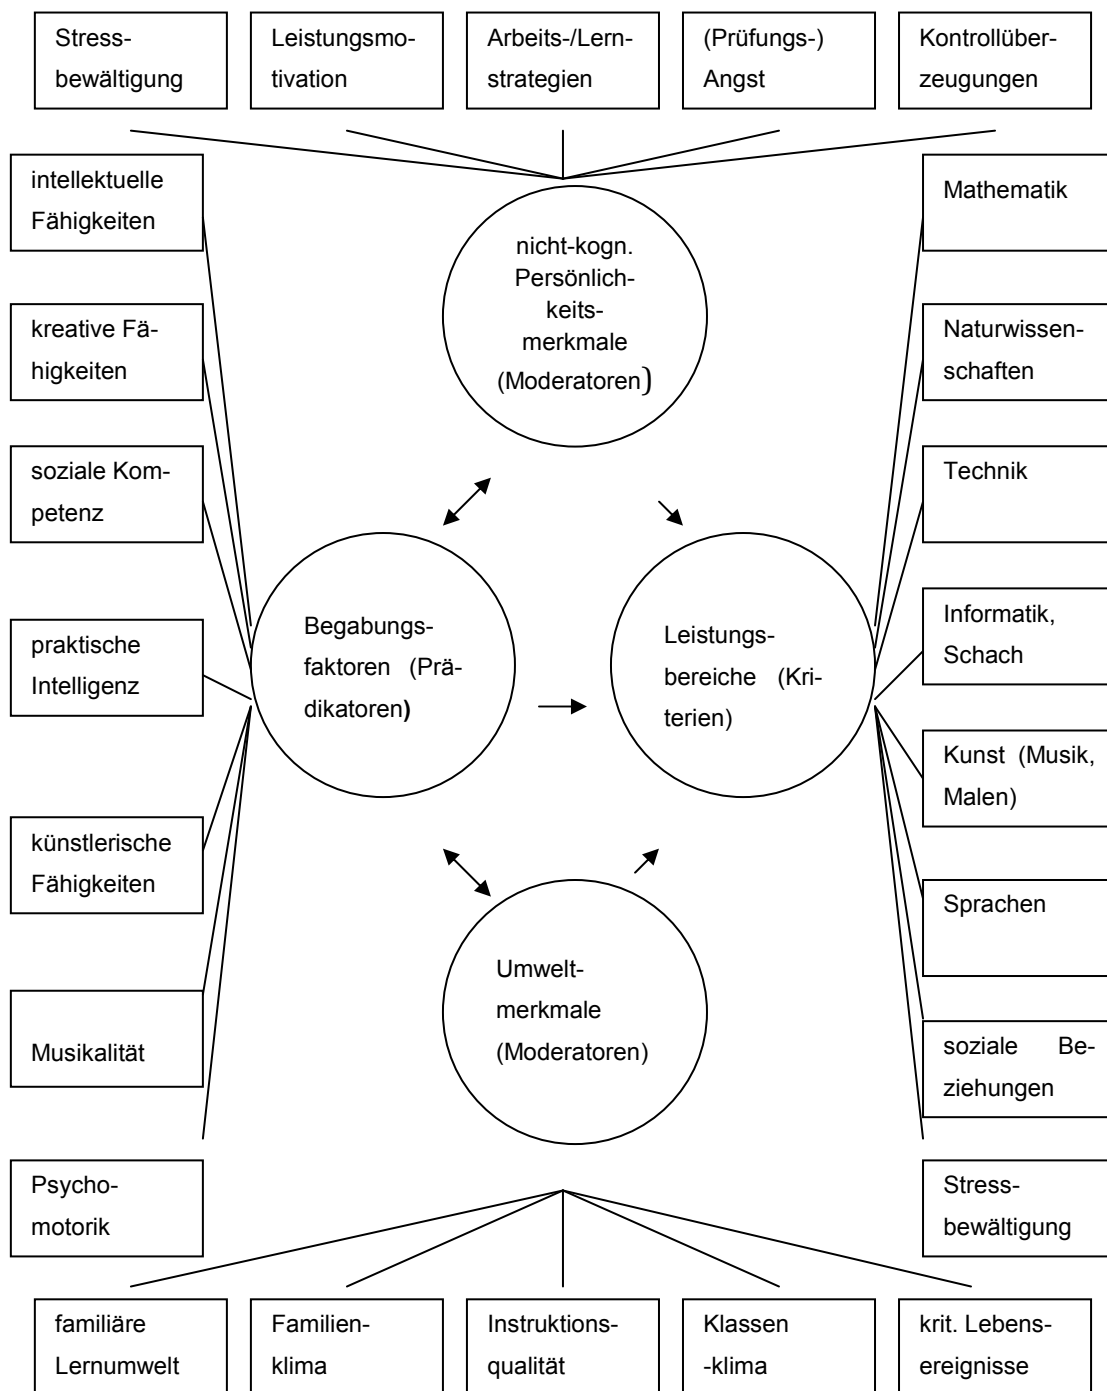 Stress-
bewältigung
Leistungsmo-
tivation
Arbeits-/Lern-
strategien
(Prüfungs-)
Angst
Kontrollüber-
zeugungen
intellektuelle
Fähigkeiten
kreative Fä-
higkeiten
soziale Kom-
petenz
praktische
Intelligenz
künstlerische
Fähigkeiten
Musikalität
Psycho-
motorik
nicht-kogn.
Persönlich-
keits-
merkmale
(Moderatoren)
Begabungs-
faktoren (Prä-
dikatoren)
Leistungs-
bereiche (Kri-
terien)
Umwelt-
merkmale
(Moderatoren)
Mathematik
Naturwissen-
schaften
Technik
Informatik,
Schach
Kunst (Musik,
Malen)
Sprachen
soziale Be-
ziehungen
Stress-
bewältigung
familiäre
Lernumwelt
Familien-
klima
Instruktions-
qualität
Klassen
-klima
krit. Lebens-
ereignisse